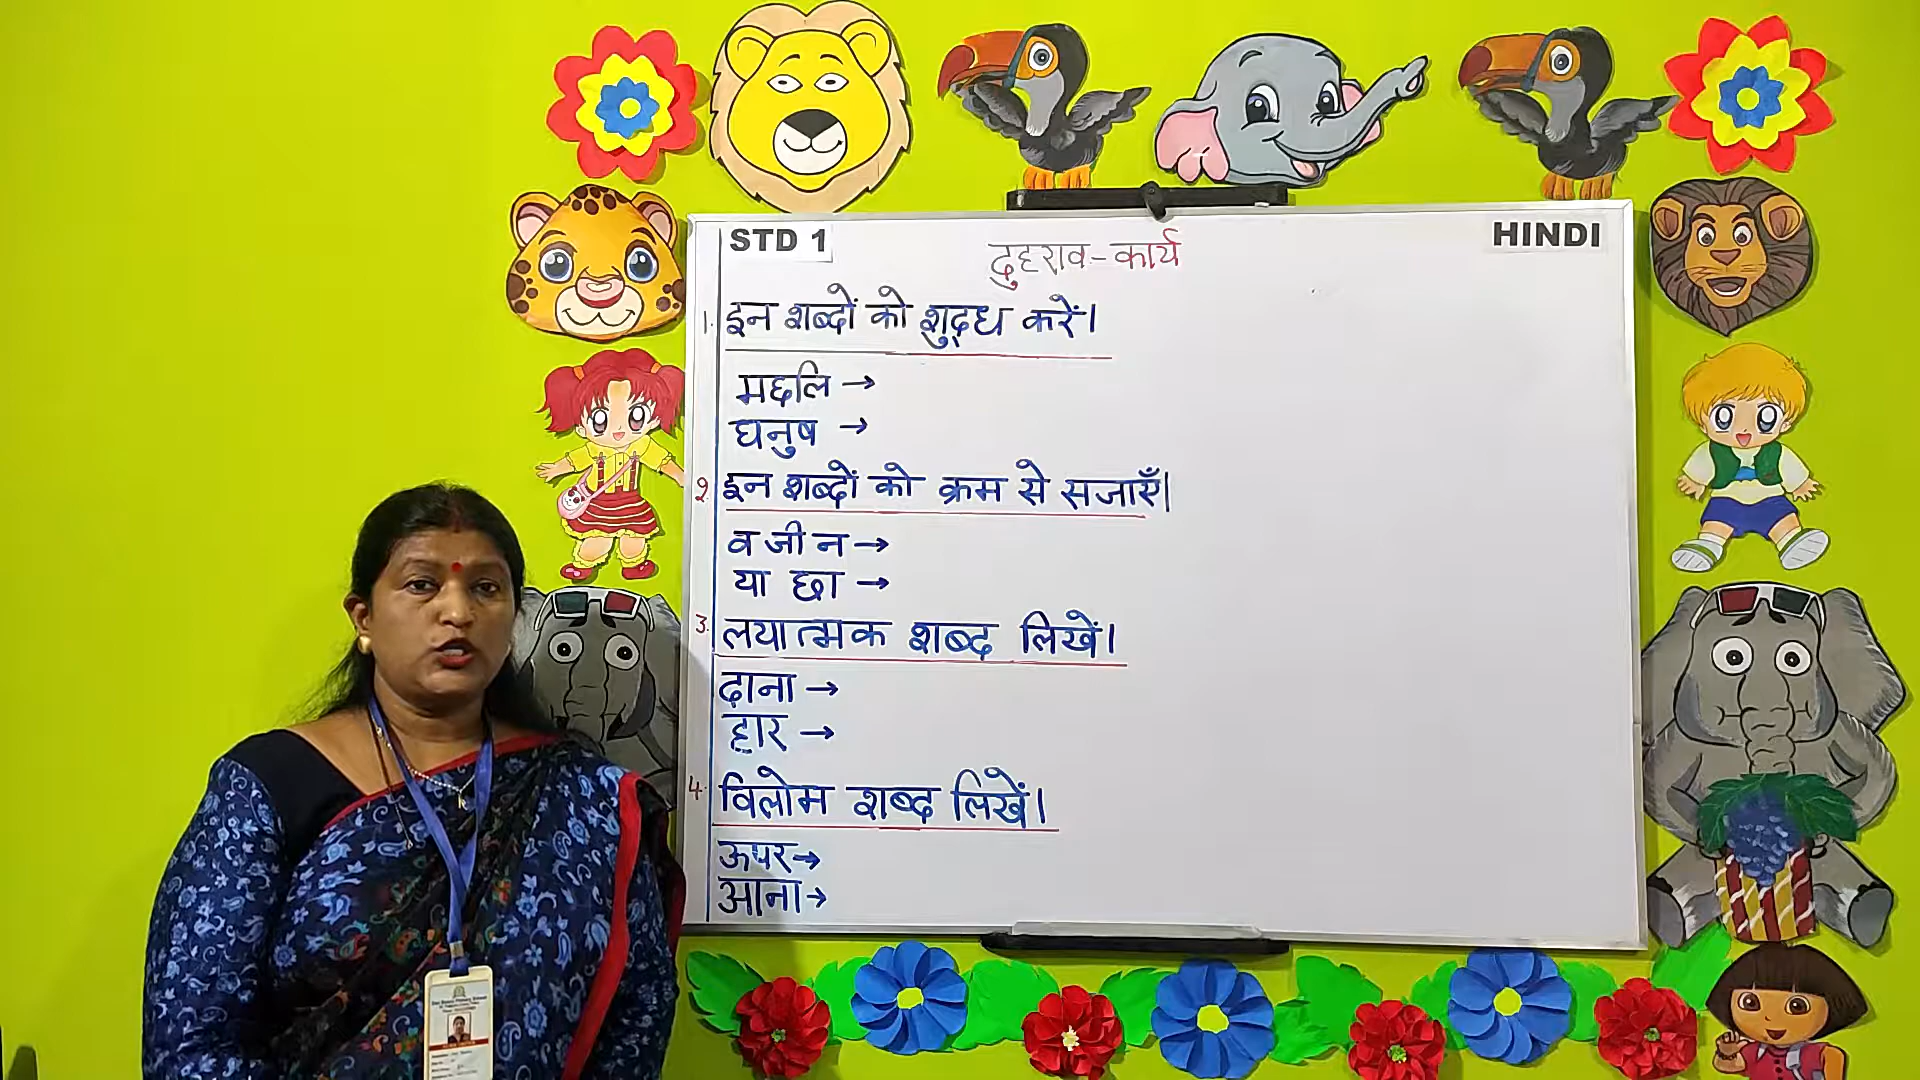 STD 1
HINDI
दुहराव-कार्य
1. इन शब्दों को शुद्ध करें।
मछलि →
घनुष →
2. इन शब्दों को क्रम से सजाएँ।
व जी न →
या छा →
3. लयात्मक शब्द लिखें।
दाना →
हार →
4. विलोम शब्द लिखें।
ऊपर →
आना →